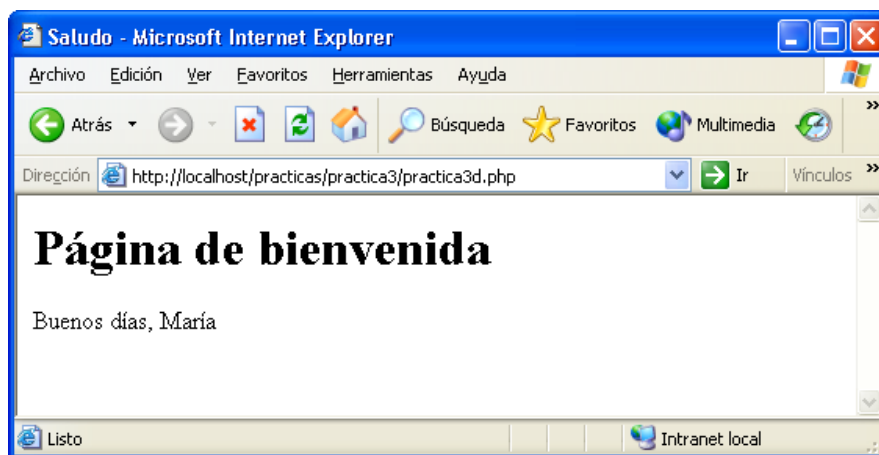 Saludo - Microsoft Internet Explorer
Archivo Edición Ver Favoritos Herramientas Ayuda
Atrás Búsqueda Favoritos Multimedia »
Dirección http://localhost/practicas/practica3/practica3d.php Ir Vínculos »
Página de bienvenida
Buenos días, María
Listo Intranet local